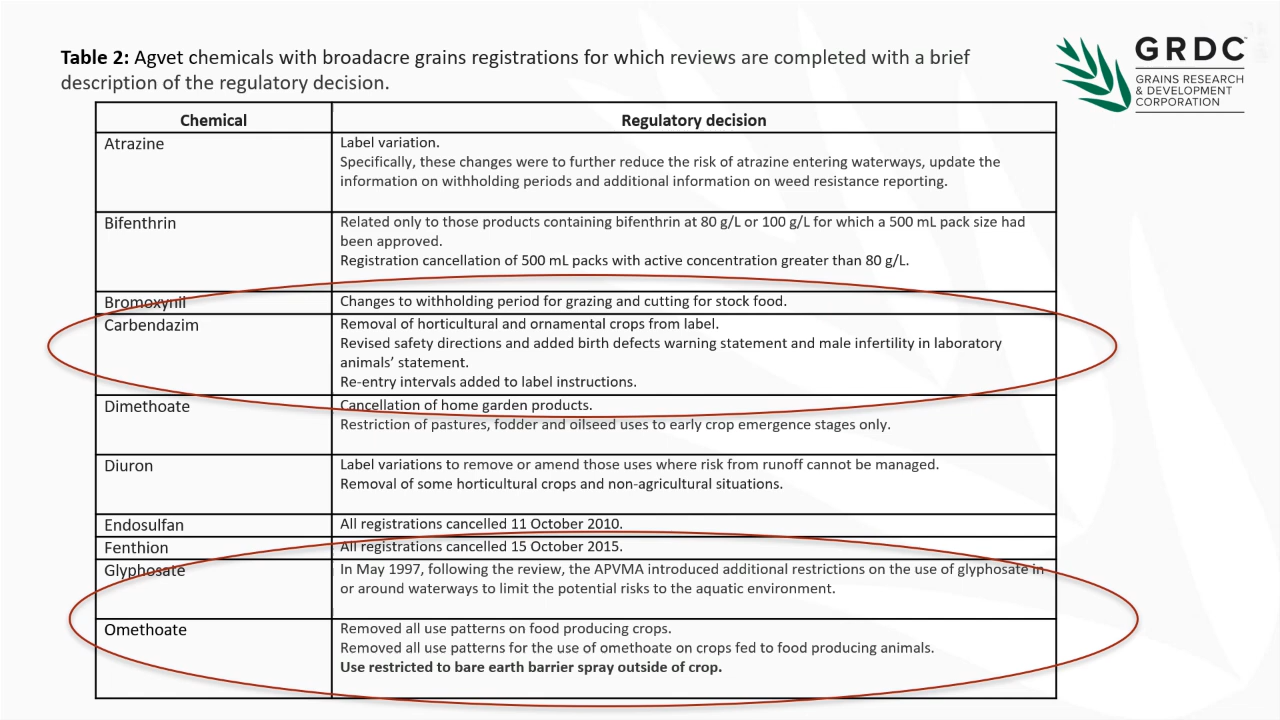 Table 2: Agvet chemicals with broadacre grains registrations for which reviews are completed with a brief
description of the regulatory decision.
GRDC
GRAINS RESEARCH
& DEVELOPMENT
CORPORATION
Chemical
Regulatory decision
Atrazine
Label variation.
Specifically, these changes were to further reduce the risk of atrazine entering waterways, update the
information on withholding periods and additional information on weed resistance reporting.
Bifenthrin
Related only to those products containing bifenthrin at 80 g/L or 100 g/L for which a 500 mL pack size had
been approved.
Registration cancellation of 500 mL packs with active concentration greater than 80 g/L.
Bromoxynil
Changes to withholding period for grazing and cutting for stock food.
Carbendazim
Removal of horticultural and ornamental crops from label.
Revised safety directions and added birth defects warning statement and male infertility in laboratory
animals’ statement.
Re-entry intervals added to label instructions.
Dimethoate
Cancellation of home garden products.
Restriction of pastures, fodder and oilseed uses to early crop emergence stages only.
Diuron
Label variations to remove or amend those uses where risk from runoff cannot be managed.
Removal of some horticultural crops and non-agricultural situations.
Endosulfan
All registrations cancelled 11 October 2010.
Fenthion
All registrations cancelled 15 October 2015.
Glyphosate
In May 1997, following the review, the APVMA introduced additional restrictions on the use of glyphosate in
or around waterways to limit the potential risks to the aquatic environment.
Omethoate
Removed all use patterns on food producing crops.
Removed all use patterns for the use of omethoate on crops fed to food producing animals.
Use restricted to bare earth barrier spray outside of crop.